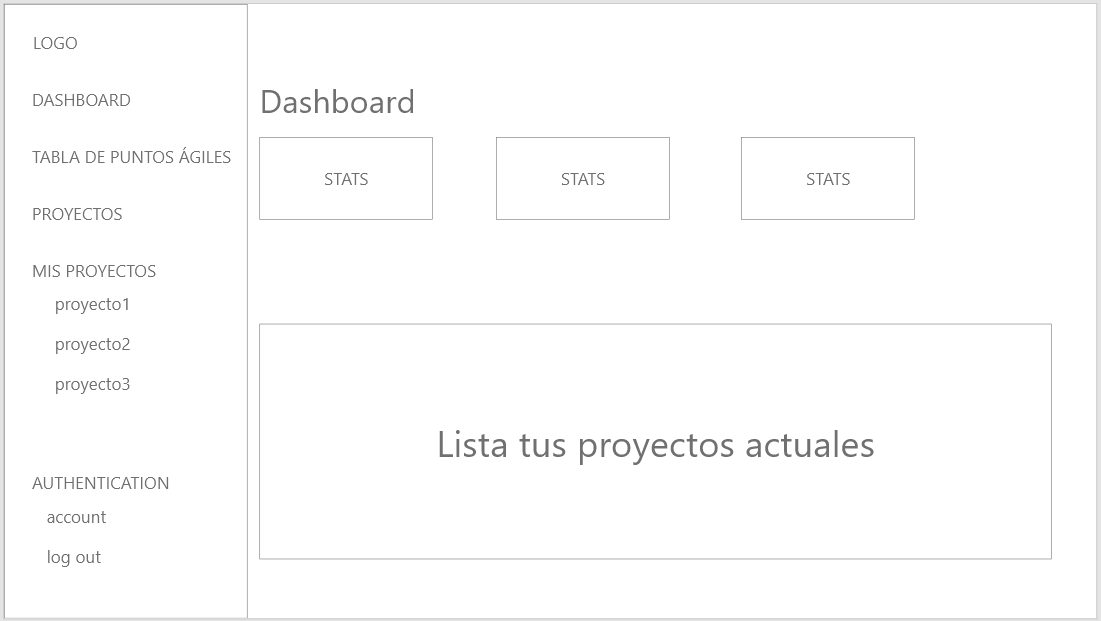 LOGO
DASHBOARD
TABLA DE PUNTOS ÁGILES
PROYECTOS
MIS PROYECTOS
proyecto1
proyecto2
proyecto3
AUTHENTICATION
account
log out
Dashboard
STATS
STATS
STATS
Lista tus proyectos actuales